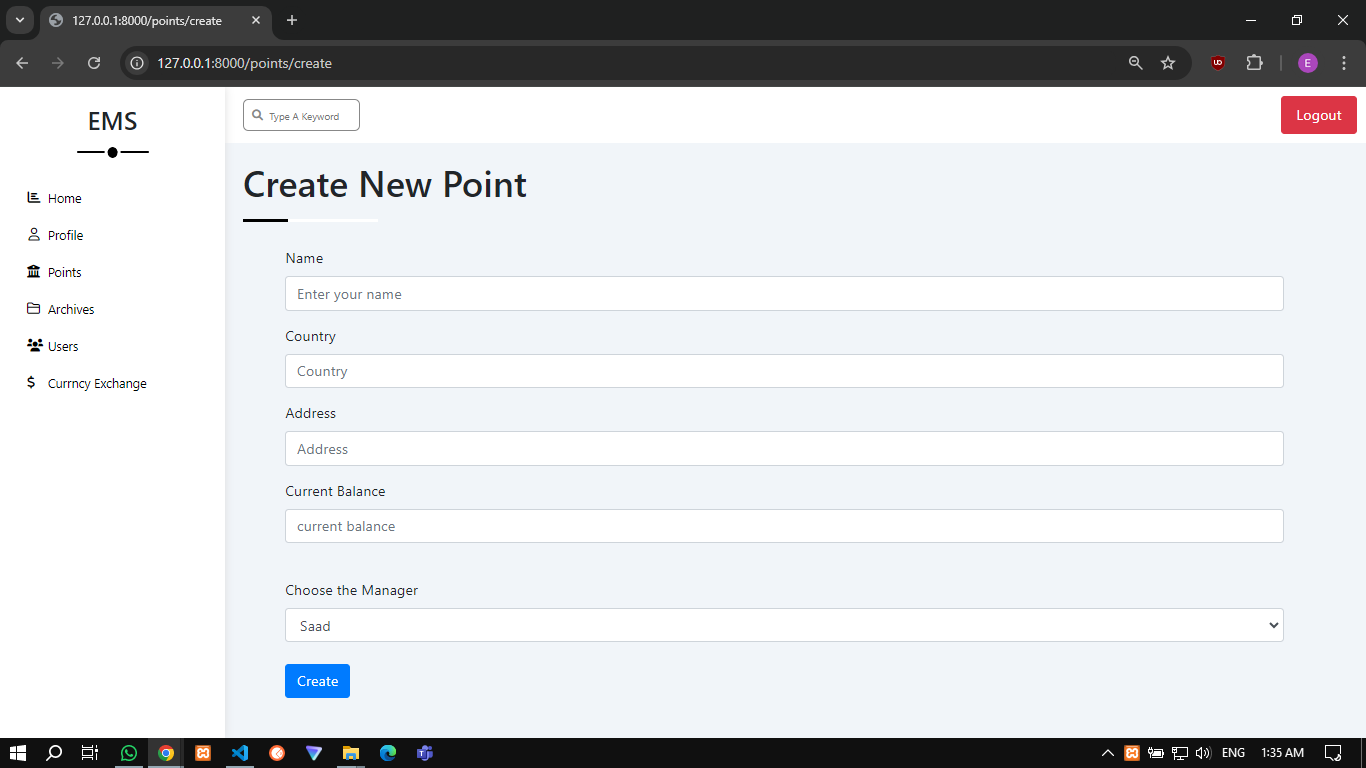 127.0.0.1:8000/points/create
127.0.0.1:8000/points/create
E
EMS
Type A Keyword
Logout
Home
Profile
Points
Archives
Users
Currncy Exchange
Create New Point
Name
Enter your name
Country
Country
Address
Address
Current Balance
current balance
Choose the Manager
Saad
Create
ENG
1:35 AM